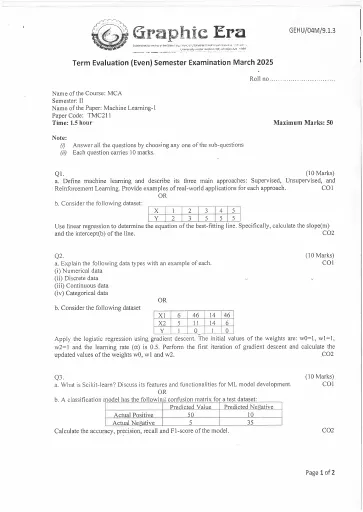 Graphic Era
GEHU/04M/9.1.3
Term Evaluation (Even) Semester Examination March 2025
Roll no
Name of the Course: MCA
Semester: II
Name of the Paper: Machine Learning-1
Paper Code: TMC211
Time: 1.5 hour Maximum Marks: 50
Note:
(i) Answer all the questions by choosing any one of the sub-questions
(ii) Each question carries 10 marks.
Q1. (10 Marks)
a. Define machine learning and describe its three main approaches: Supervised, Unsupervised, and
Reinforcement Learning. Provide examples of real-world applications for each approach. CO1
OR
b. Consider the following dataset:
X 1 2 3 4 5
Y 2 3 5 5 5
Use linear regression to determine the equation of the best-fitting line. Specifically, calculate the slope(m)
and the intercept(b) of the line. CO2
Q2. (10 Marks)
a. Explain the following data types with an example of each. CO1
(i) Numerical data
(ii) Discrete data
(iii) Continuous data
(iv) Categorical data
OR
b. Consider the following dataset
X1 6 46 14 46
X2 5 11 14 6
Y 1 0 1 0
Apply the logistic regression using gradient descent. The initial values of the weights are: w0=1, w1=1,
w2=1 and the learning rate (α) is 0.5. Perform the first iteration of gradient descent and calculate the
updated values of the weights w0, w1 and w2. CO2
Q3. (10 Marks)
a. What is Scikit-learn? Discuss its features and functionalities for ML model development. CO1
OR
b. A classification model has the following confusion matrix for a test dataset:
Predicted Value Predicted Negative
Actual Positive 50 10
Actual Negative 5 35
Calculate the accuracy, precision, recall and F1-score of the model. CO2
Page 1 of 2